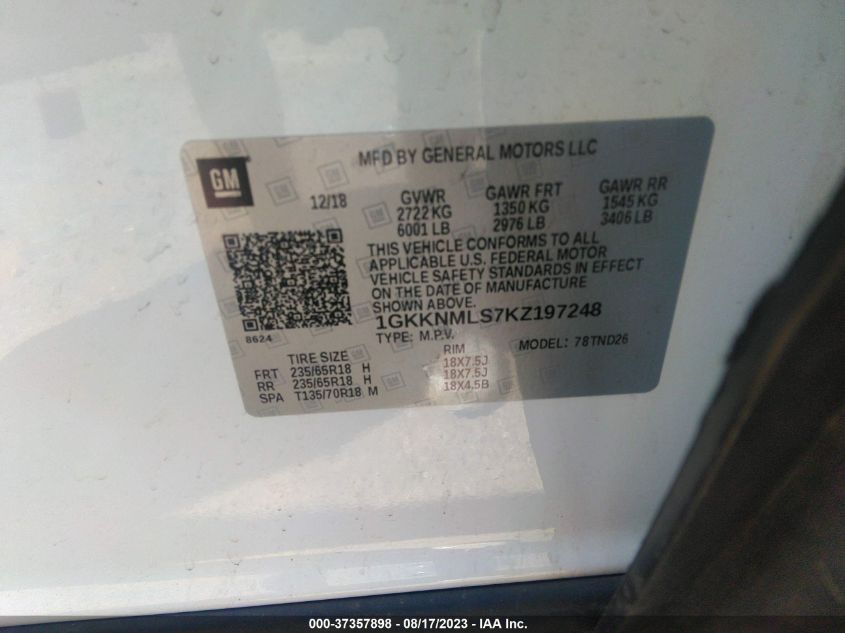 GM
MFD BY GENERAL MOTORS LLC
12/18
GVWR GAWR FRT GAWR RR
2722 KG 1350 KG 1545 KG
6001 LB 2976 LB 3406 LB
THIS VEHICLE CONFORMS TO ALL
APPLICABLE U.S. FEDERAL MOTOR
VEHICLE SAFETY STANDARDS IN EFFECT
ON THE DATE OF MANUFACTURE
SHOWN ABOVE.
1GKKNMLS7KZ197248
8624
TYPE: M.P.V. MODEL: 78TND26
TIRE SIZE RIM
FRT 235/65R18 H 18X7.5J
RR 235/65R18 H 18X7.5J
SPA T135/70R18 M 18X4.5B
000-37357898 - 08/17/2023 - IAA Inc.